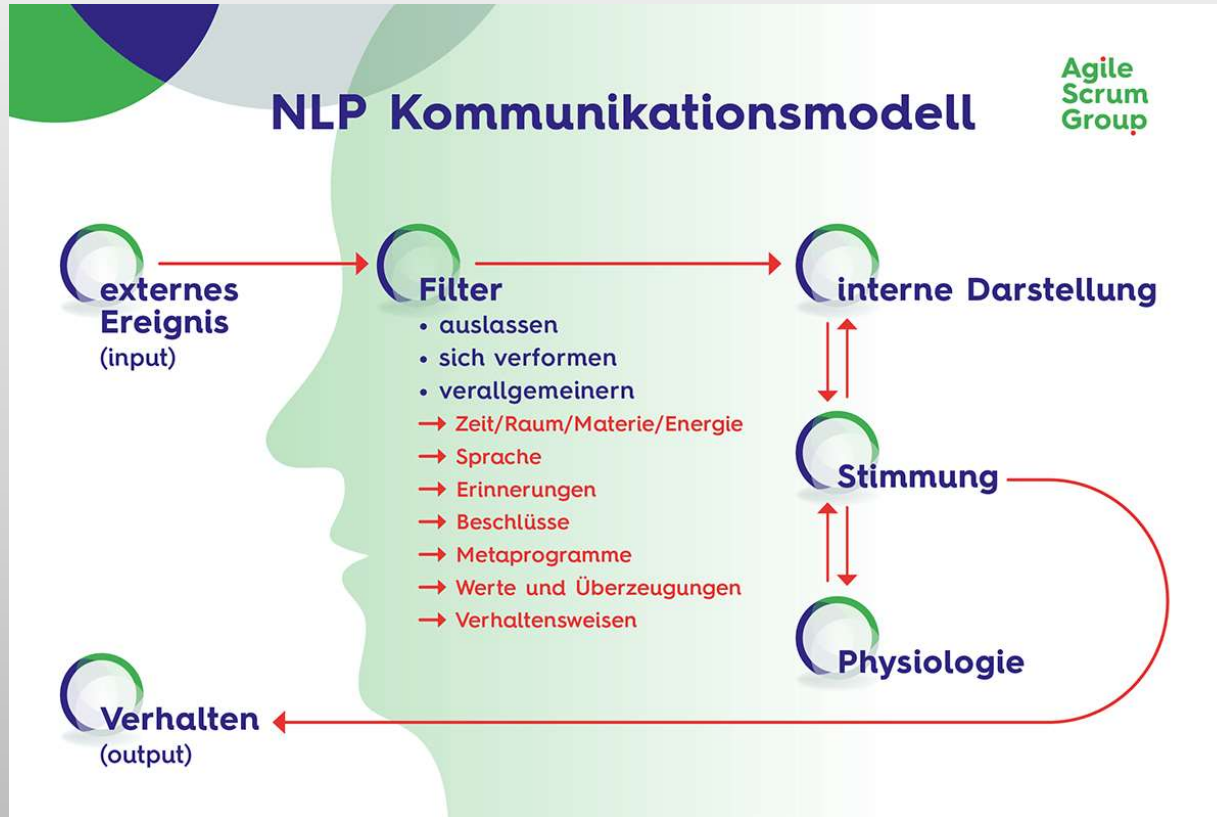 NLP Kommunikationsmodell
Agile
Scrum
Group
externes
Ereignis
(input)
Filter
• auslassen
• sich verformen
• verallgemeinern
→ Zeit/Raum/Materie/Energie
→ Sprache
→ Erinnerungen
→ Beschlüsse
→ Metaprogramme
→ Werte und Überzeugungen
→ Verhaltensweisen
interne Darstellung
Stimmung
Physiologie
Verhalten
(output)